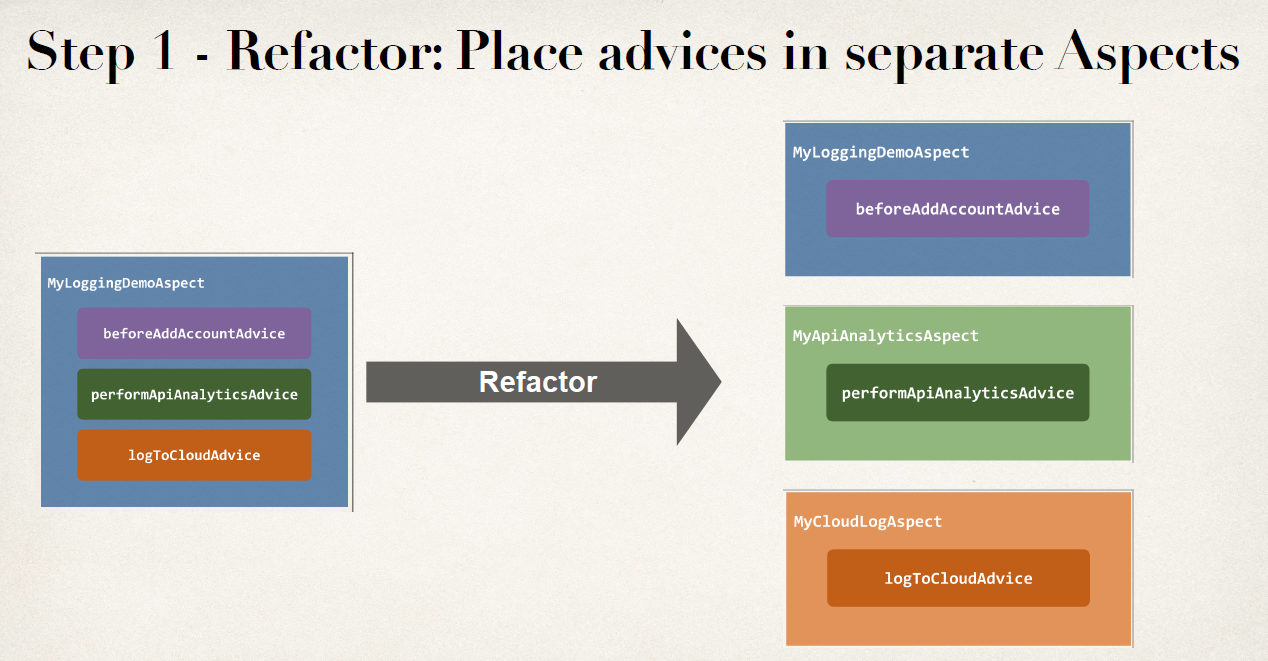 Step 1 - Refactor: Place advices in separate Aspects
MyLoggingDemoAspect
beforeAddAccountAdvice
performApiAnalyticsAdvice
logToCloudAdvice
Refactor
MyLoggingDemoAspect
beforeAddAccountAdvice
MyApiAnalyticsAspect
performApiAnalyticsAdvice
MyCloudLogAspect
logToCloudAdvice